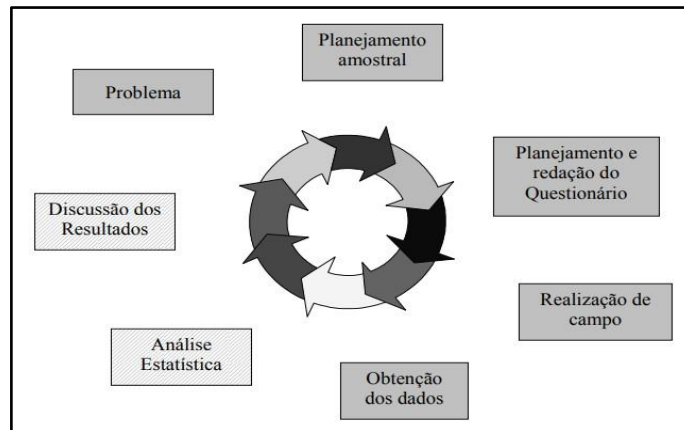 Planejamento
amostral
Problema
Planejamento e
redação do
Questionário
Discussão dos
Resultados
Realização de
campo
Análise
Estatística
Obtenção
dos dados